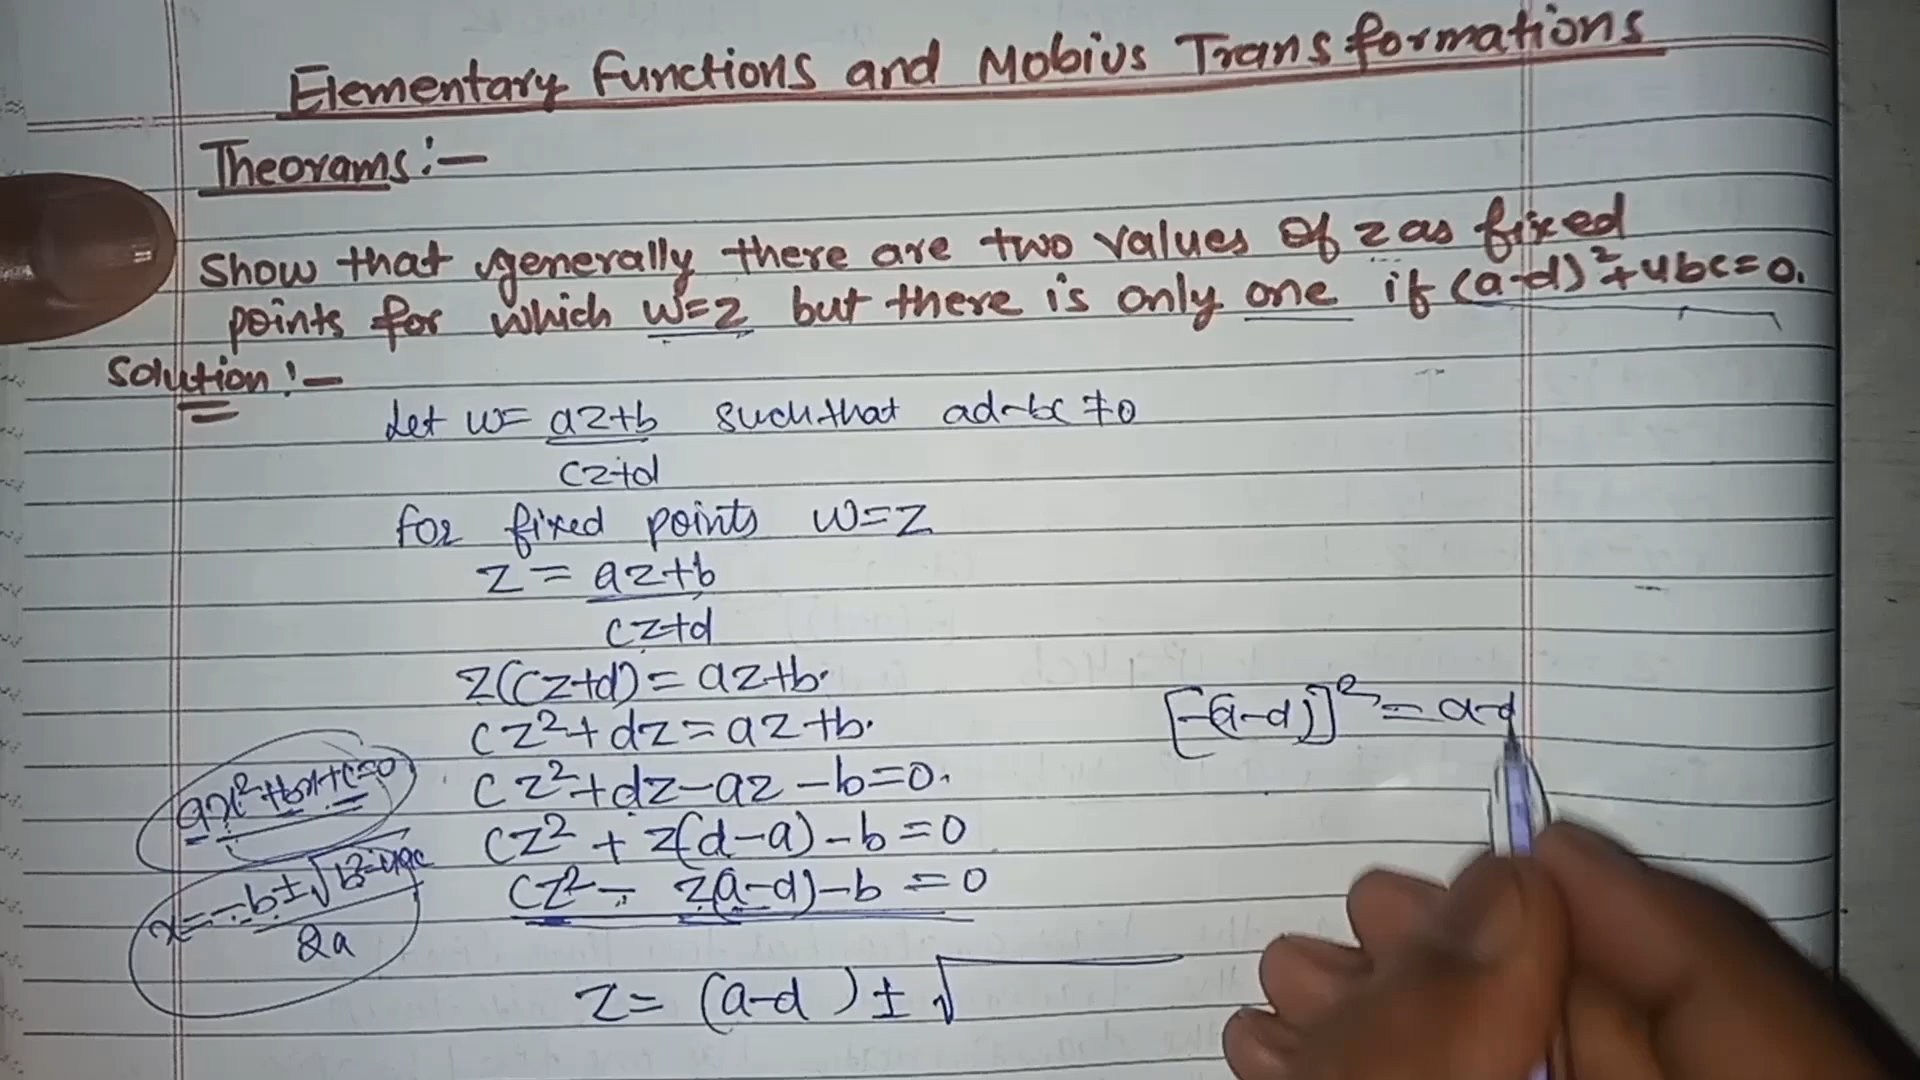 Elementary Functions and Mobius Transformations
Theorams:-
Show that generally there are two values of z as fixed
points for which w=z but there is only one if (a-d)²+4bc=0.
Solution:-
Let w= az+b such that ad-bc ≠0
cz+d
for fixed points w=z
z = az+b
cz+d
z(cz+d)= az+b.
cz²+dz=az+b.
[-(a-d)]²=a-d
cz²+dz-az-b=0.
ax²+bx+c=0
cz² + z(d-a)-b=0
cz² - z(a-d)-b =0
x=-b±√b²-4ac
2a
z= (a-d) ± √